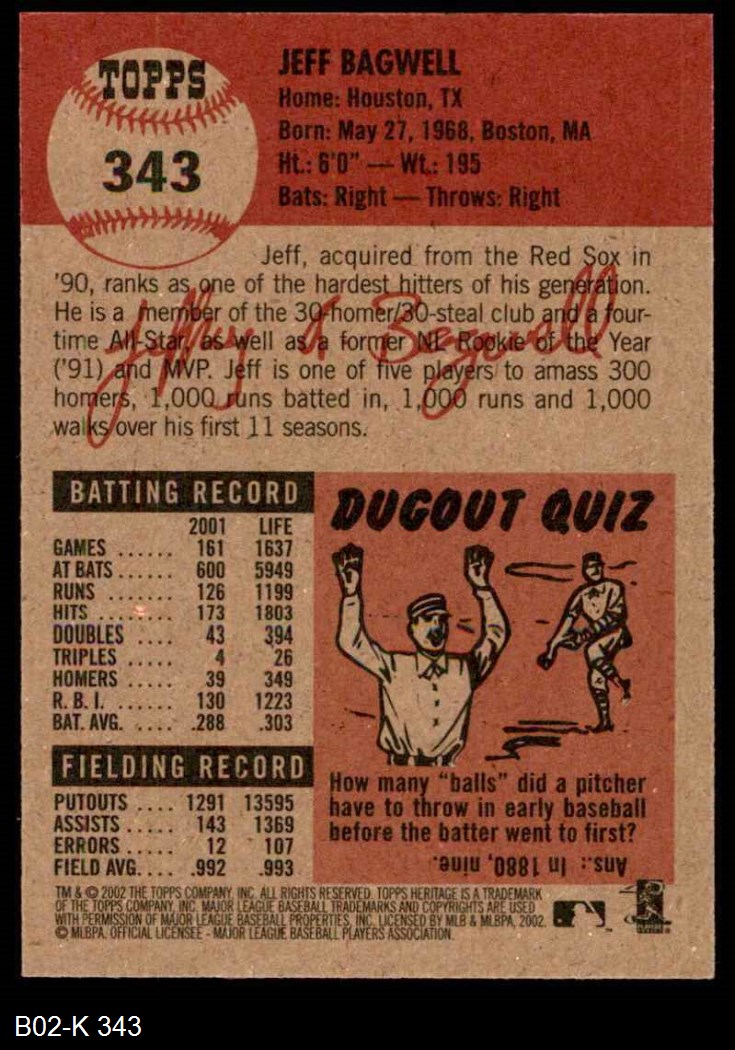 TOPPS
343
JEFF BAGWELL
Home: Houston, TX
Born: May 27, 1968, Boston, MA
Ht.: 6'0" — Wt.: 195
Bats: Right — Throws: Right
Jeff, acquired from the Red Sox in
'90, ranks as one of the hardest hitters of his generation.
He is a member of the 30-homer/30-steal club and a four-
time All-Star, as well as a former NL Rookie of the Year
('91) and MVP. Jeff is one of five players to amass 300
homers, 1,000 runs batted in, 1,000 runs and 1,000
walks over his first 11 seasons.
Jeffrey A Bagwell
BATTING RECORD
2001 LIFE
GAMES ...... 161 1637
AT BATS ...... 600 5949
RUNS ...... 126 1199
HITS ........ 173 1803
DOUBLES .... 43 394
TRIPLES ..... 4 26
HOMERS ..... 39 349
R. B. I. ...... 130 1223
BAT. AVG. .... .288 .303
FIELDING RECORD
PUTOUTS .... 1291 13595
ASSISTS ..... 143 1369
ERRORS ..... 12 107
FIELD AVG.... .992 .993
DUGOUT QUIZ
How many "balls" did a pitcher
have to throw in early baseball
before the batter went to first?
Ans.: In 1880, nine.
TM & © 2002 THE TOPPS COMPANY, INC. ALL RIGHTS RESERVED. TOPPS HERITAGE IS A TRADEMARK
OF THE TOPPS COMPANY, INC. MAJOR LEAGUE BASEBALL TRADEMARKS AND COPYRIGHTS ARE USED
WITH PERMISSION OF MAJOR LEAGUE BASEBALL PROPERTIES, INC. LICENSED BY MLB & MLBPA, 2002.
© MLBPA. OFFICIAL LICENSEE - MAJOR LEAGUE BASEBALL PLAYERS ASSOCIATION.
B02-K 343